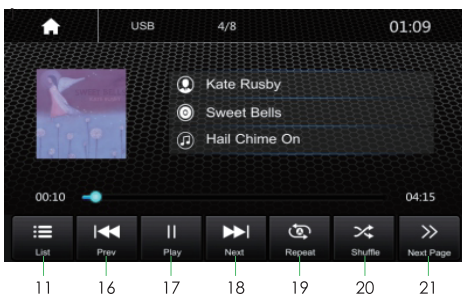 USB 4/8 01:09
Kate Rusby
Sweet Bells
Hail Chime On
00:10 04:15
List Prev Play Next Repeat Shuffle Next Page
11 16 17 18 19 20 21